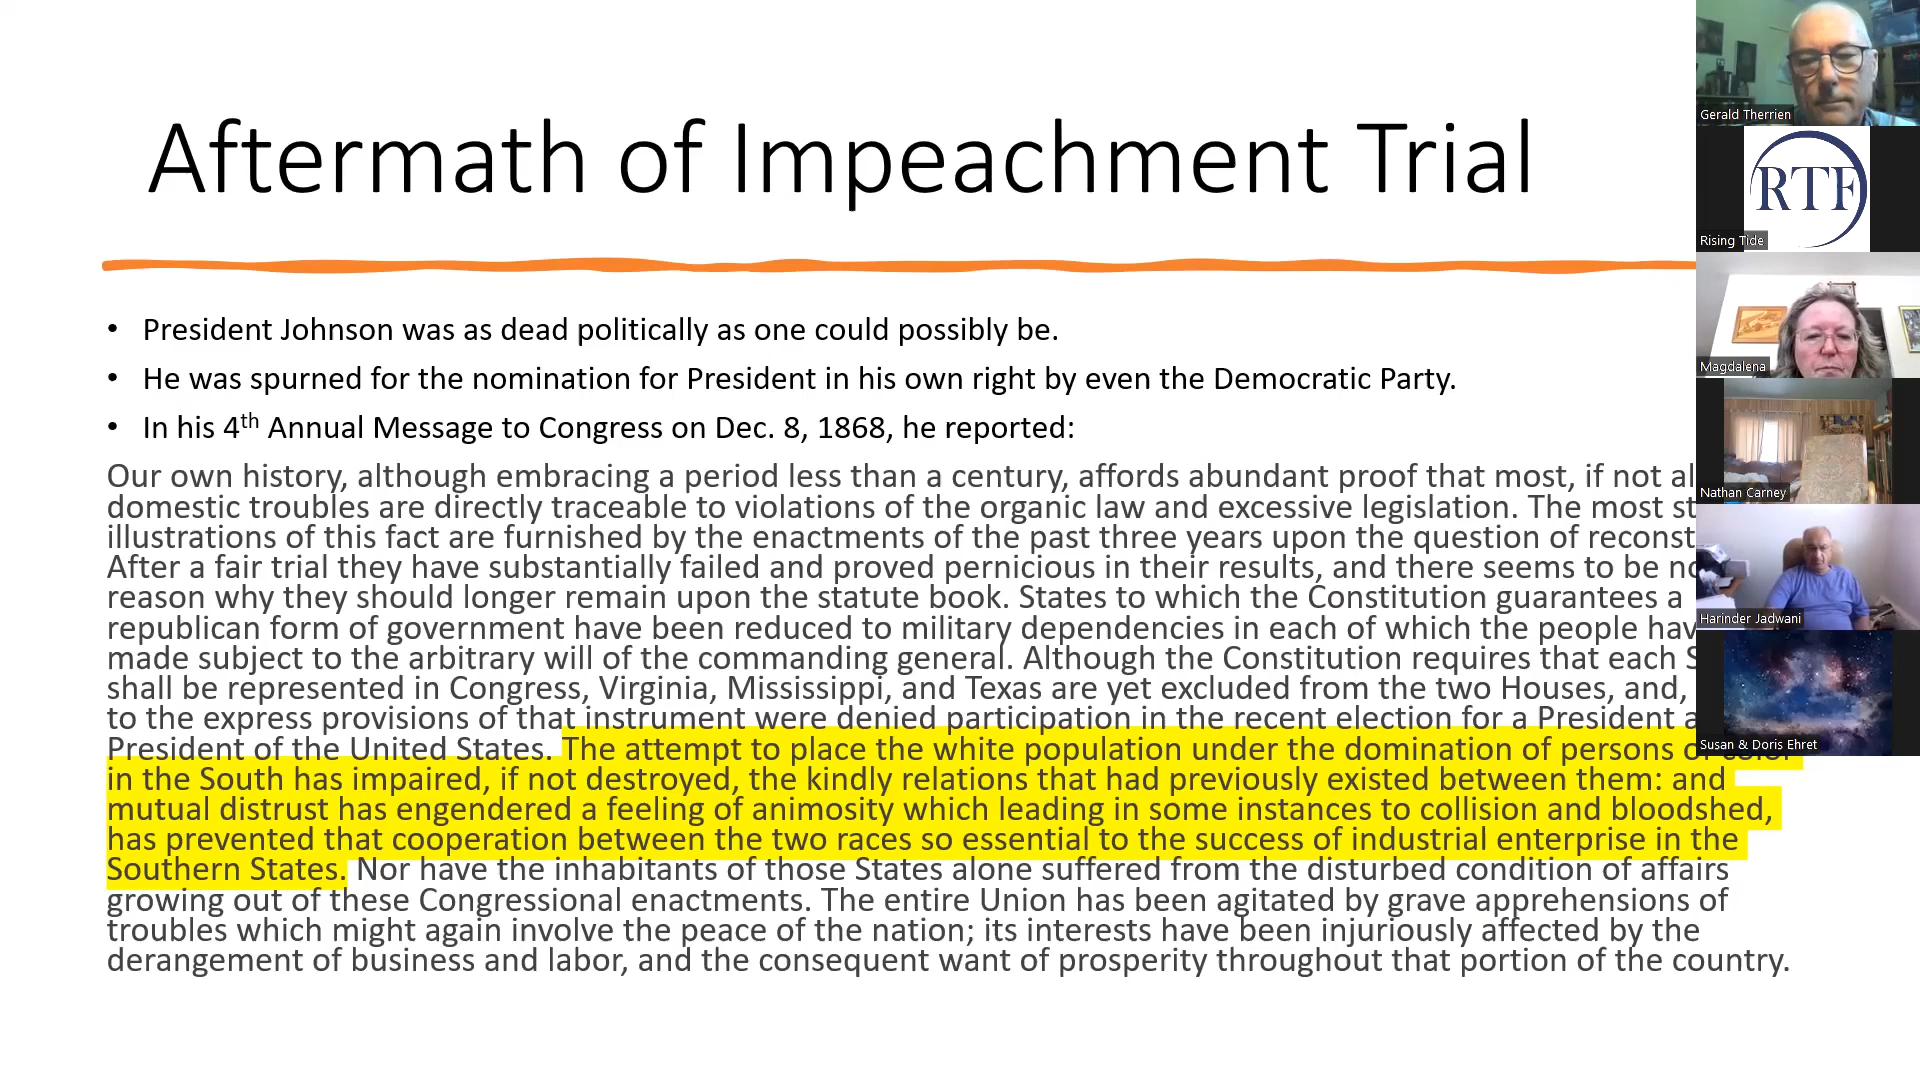 Aftermath of Impeachment Trial
• President Johnson was as dead politically as one could possibly be.
• He was spurned for the nomination for President in his own right by even the Democratic Party.
• In his 4th Annual Message to Congress on Dec. 8, 1868, he reported:
Our own history, although embracing a period less than a century, affords abundant proof that most, if not al
domestic troubles are directly traceable to violations of the organic law and excessive legislation. The most st
illustrations of this fact are furnished by the enactments of the past three years upon the question of reconst
After a fair trial they have substantially failed and proved pernicious in their results, and there seems to be no
reason why they should longer remain upon the statute book. States to which the Constitution guarantees a
republican form of government have been reduced to military dependencies in each of which the people hav
made subject to the arbitrary will of the commanding general. Although the Constitution requires that each S
shall be represented in Congress, Virginia, Mississippi, and Texas are yet excluded from the two Houses, and,
to the express provisions of that instrument were denied participation in the recent election for a President a
President of the United States. The attempt to place the white population under the domination of persons of color
in the South has impaired, if not destroyed, the kindly relations that had previously existed between them: and
mutual distrust has engendered a feeling of animosity which leading in some instances to collision and bloodshed,
has prevented that cooperation between the two races so essential to the success of industrial enterprise in the
Southern States. Nor have the inhabitants of those States alone suffered from the disturbed condition of affairs
growing out of these Congressional enactments. The entire Union has been agitated by grave apprehensions of
troubles which might again involve the peace of the nation; its interests have been injuriously affected by the
derangement of business and labor, and the consequent want of prosperity throughout that portion of the country.
Gerald Therrien
RTF
Rising Tide
Magdalena
Nathan Carney
Harinder Jadwani
Susan & Doris Ehret